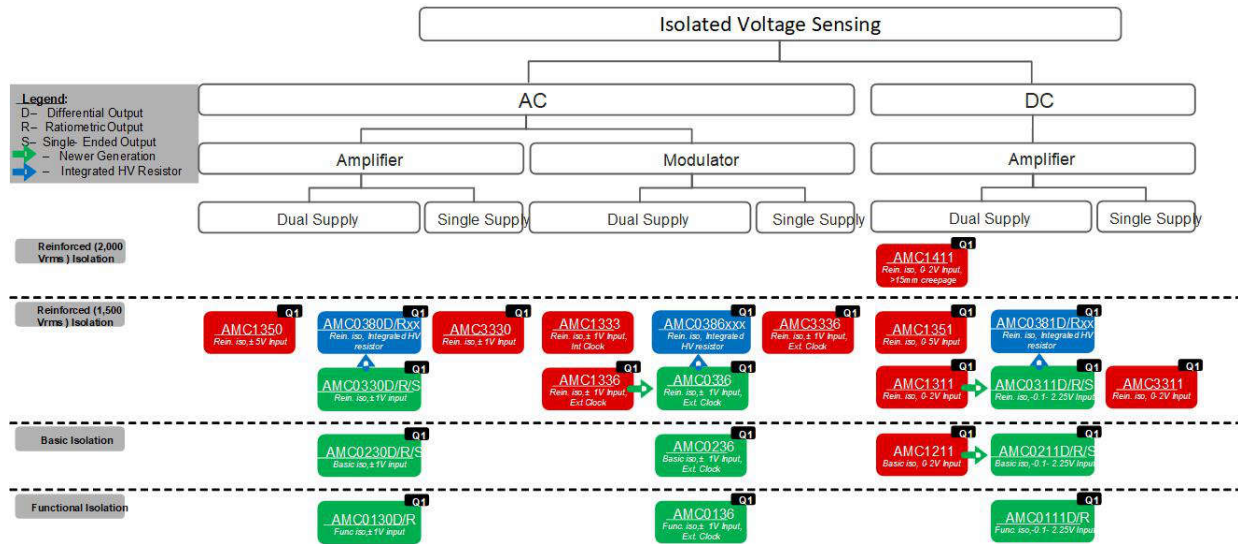 Isolated Voltage Sensing
Legend:
D– Differential Output
R– Ratiometric Output
S– Single- Ended Output
– Newer Generation
– Integrated HV Resistor
AC
DC
Amplifier
Modulator
Amplifier
Dual Supply
Single Supply
Dual Supply
Single Supply
Dual Supply
Single Supply
Reinforced (2,000
Vrms ) Isolation
Q1
AMC1411
Rein. iso, 0-2V Input,
>15mm creepage
Reinforced (1,500
Vrms ) Isolation
Q1
AMC1350
Rein. iso,± 5V Input
Q1
AMC0380D/Rxx
Rein. iso, Integrated HV
resistor
Q1
AMC3330
Rein. iso,± 1V Input
Q1
AMC1333
Rein. iso,± 1V Input,
Int Clock
Q1
AMC0386xxx
Rein. iso, Integrated
HV resistor
Q1
AMC3336
Rein. iso,± 1V Input,
Ext. Clock
Q1
AMC1351
Rein. iso, 0-5V Input
Q1
AMC0381D/Rxx
Rein. iso, Integrated HV
resistor
Q1
AMC0330D/R/S
Rein. iso,±1V input
Q1
AMC1336
Rein. iso,± 1V Input,
Ext.Clock
Q1
AMC0336
Rein. iso,± 1V Input,
Ext. Clock
Q1
AMC1311
Rein. iso, 0-2V Input
Q1
AMC0311D/R/S
Rein. iso,-0.1- 2.25V Input
Q1
AMC3311
Rein. iso, 0-2V Input
Basic Isolation
Q1
AMC0230D/R/S
Basic iso,±1V input
Q1
AMC0236
Basic iso,± 1V Input,
Ext. Clock
Q1
AMC1211
Basic iso, 0-2V Input
Q1
AMC0211D/R/S
Basic iso,-0.1- 2.25V Input
Functional Isolation
Q1
AMC0130D/R
Func iso,±1V input
Q1
AMC0136
Func. iso,± 1V Input,
Ext. Clock
Q1
AMC0111D/R
Func. iso,-0.1- 2.25V Input